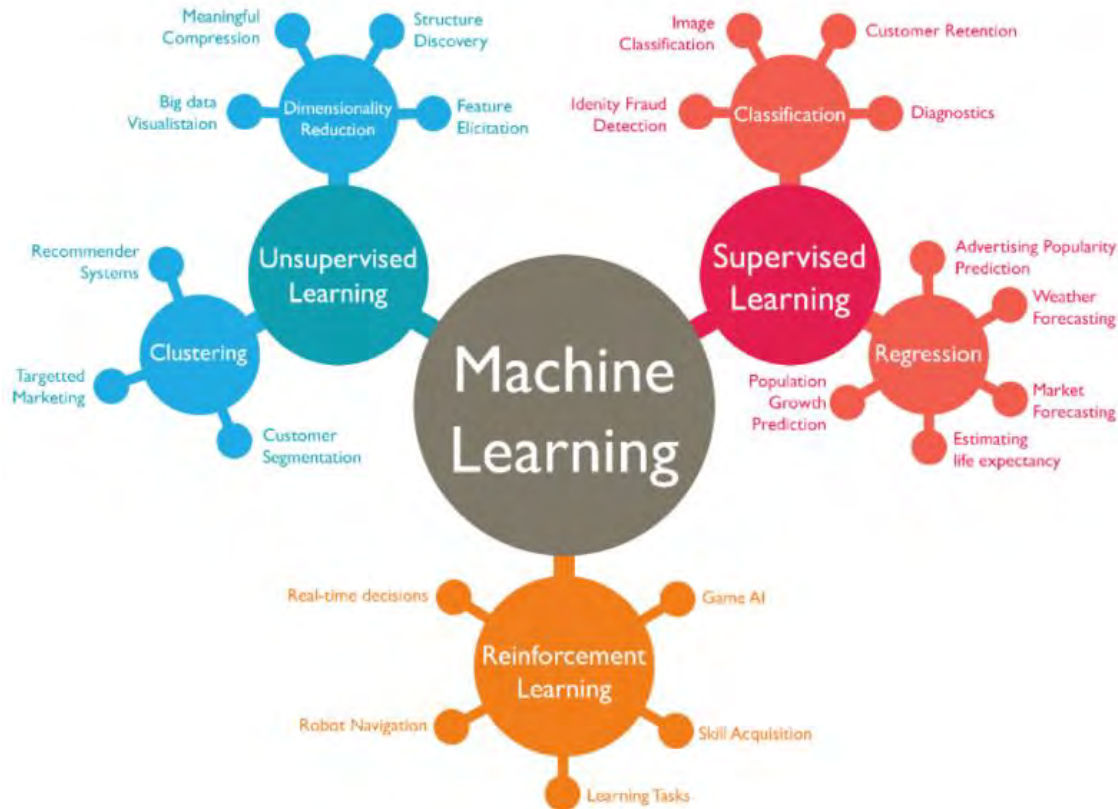 Meaningful
Compression
Structure
Discovery
Big data
Visualistaion
Dimensionality
Reduction
Feature
Elicitation
Image
Classification
Customer Retention
Idenity Fraud
Detection
Classification
Diagnostics
Unsupervised
Learning
Supervised
Learning
Recommender
Systems
Clustering
Targetted
Marketing
Customer
Segmentation
Machine
Learning
Advertising Popularity
Prediction
Weather
Forecasting
Regression
Population
Growth
Prediction
Market
Forecasting
Estimating
life expectancy
Real-time decisions
Game AI
Reinforcement
Learning
Robot Navigation
Skill Acquisition
Learning Tasks